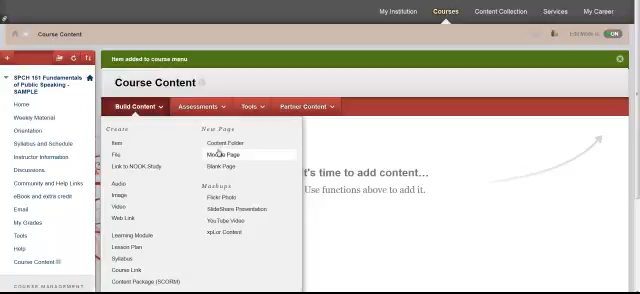 My Institution Courses Content Collection Services My Career
Course Content Edit Mode is: ON
SPCH 151 Fundamentals of Public Speaking - SAMPLE
Home
Weekly Material
Orientation
Syllabus and Schedule
Instructor Information
Discussions
Community and Help Links
eBook and extra credit
Email
My Grades
Tools
Help
Course Content
COURSE MANAGEMENT
Item added to course menu
Course Content
Build Content Assessments Tools Partner Content
Create
Item
File
Link to NOOK Study
Audio
Image
Video
Web Link
Learning Module
Lesson Plan
Syllabus
Course Link
Content Package (SCORM)
New Page
Content Folder
Module Page
Blank Page
Mashups
Flickr Photo
SlideShare Presentation
YouTube Video
xpLor Content
t's time to add content...
Use functions above to add it.